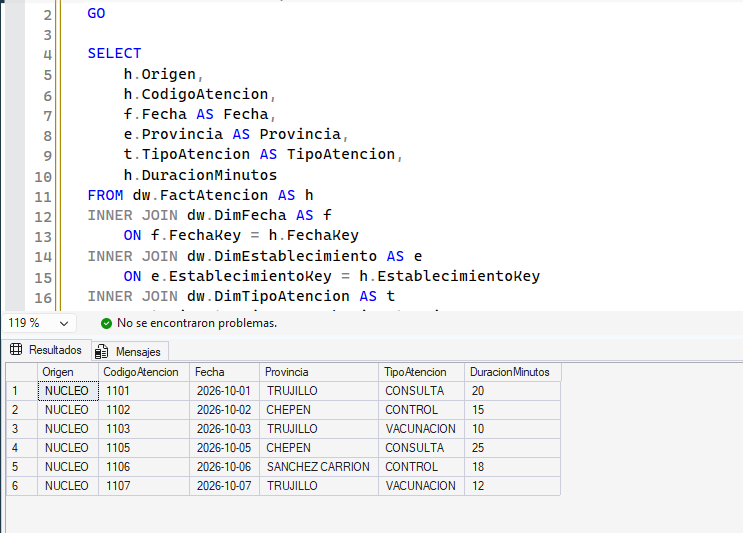 2 GO
3
4 SELECT
5 h.Origen,
6 h.CodigoAtencion,
7 f.Fecha AS Fecha,
8 e.Provincia AS Provincia,
9 t.TipoAtencion AS TipoAtencion,
10 h.DuracionMinutos
11 FROM dw.FactAtencion AS h
12 INNER JOIN dw.DimFecha AS f
13 ON f.FechaKey = h.FechaKey
14 INNER JOIN dw.DimEstablecimiento AS e
15 ON e.EstablecimientoKey = h.EstablecimientoKey
16 INNER JOIN dw.DimTipoAtencion AS t
119 % No se encontraron problemas.
Resultados Mensajes
Origen CodigoAtencion Fecha Provincia TipoAtencion DuracionMinutos
1 NUCLEO 1101 2026-10-01 TRUJILLO CONSULTA 20
2 NUCLEO 1102 2026-10-02 CHEPEN CONTROL 15
3 NUCLEO 1103 2026-10-03 TRUJILLO VACUNACION 10
4 NUCLEO 1105 2026-10-05 CHEPEN CONSULTA 25
5 NUCLEO 1106 2026-10-06 SANCHEZ CARRION CONTROL 18
6 NUCLEO 1107 2026-10-07 TRUJILLO VACUNACION 12